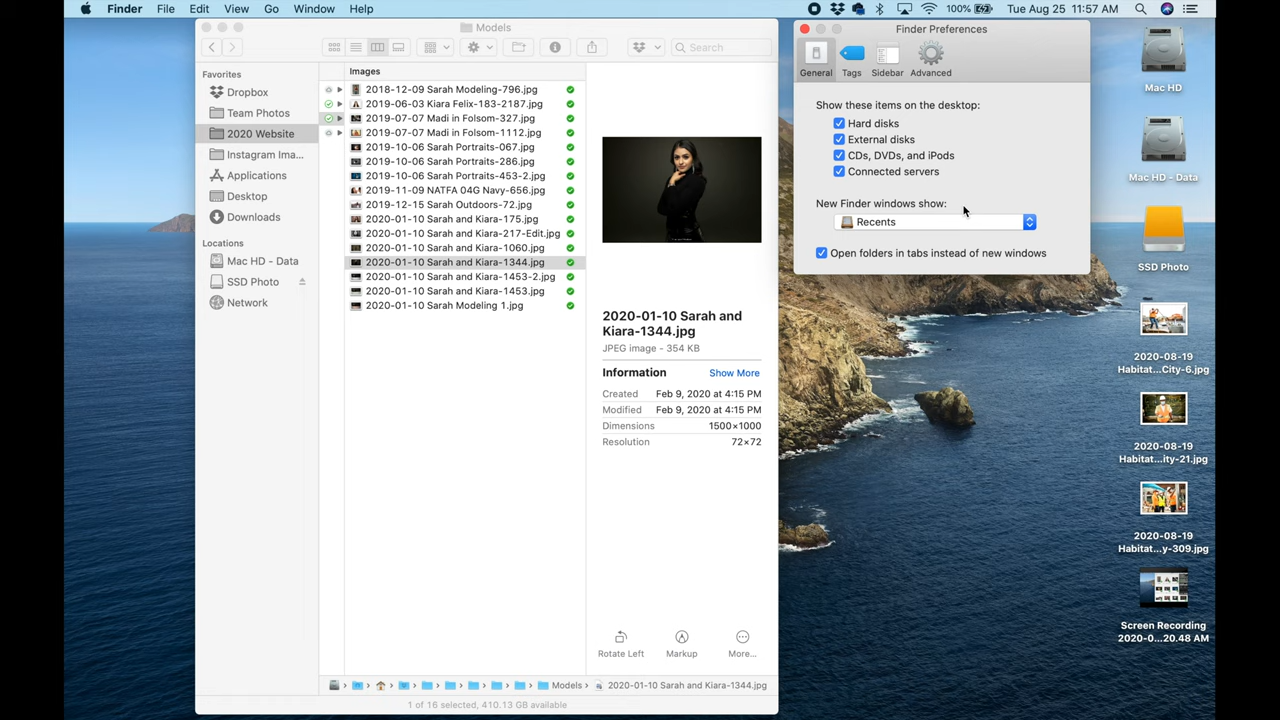 Finder File Edit View Go Window Help 100% Tue Aug 25 11:57 AM
Models
Search
Favorites
Dropbox
Team Photos
2020 Website
Instagram Ima...
Applications
Desktop
Downloads
Locations
Mac HD - Data
SSD Photo
Network
Images
2018-12-09 Sarah Modeling-796.jpg
2019-06-03 Kiara Felix-183-2187.jpg
2019-07-07 Madi in Folsom-327.jpg
2019-07-07 Madi in Folsom-1112.jpg
2019-10-06 Sarah Portraits-067.jpg
2019-10-06 Sarah Portraits-286.jpg
2019-10-06 Sarah Portraits-453-2.jpg
2019-11-09 NATFA 04G Navy-656.jpg
2019-12-15 Sarah Outdoors-72.jpg
2020-01-10 Sarah and Kiara-175.jpg
2020-01-10 Sarah and Kiara-217-Edit.jpg
2020-01-10 Sarah and Kiara-1060.jpg
2020-01-10 Sarah and Kiara-1344.jpg
2020-01-10 Sarah and Kiara-1453-2.jpg
2020-01-10 Sarah and Kiara-1453.jpg
2020-01-10 Sarah Modeling 1.jpg
2020-01-10 Sarah and
Kiara-1344.jpg
JPEG image - 354 KB
Information Show More
Created Feb 9, 2020 at 4:15 PM
Modified Feb 9, 2020 at 4:15 PM
Dimensions 1500×1000
Resolution 72×72
Rotate Left Markup More...
Models 2020-01-10 Sarah and Kiara-1344.jpg
1 of 16 selected, 410.13 GB available
Finder Preferences
General Tags Sidebar Advanced
Show these items on the desktop:
Hard disks
External disks
CDs, DVDs, and iPods
Connected servers
New Finder windows show:
Recents
Open folders in tabs instead of new windows
Mac HD
Mac HD - Data
SSD Photo
2020-08-19
Habitat...City-6.jpg
2020-08-19
Habitat...ity-21.jpg
2020-08-19
Habitat...y-309.jpg
Screen Recording
2020-0...20.48 AM